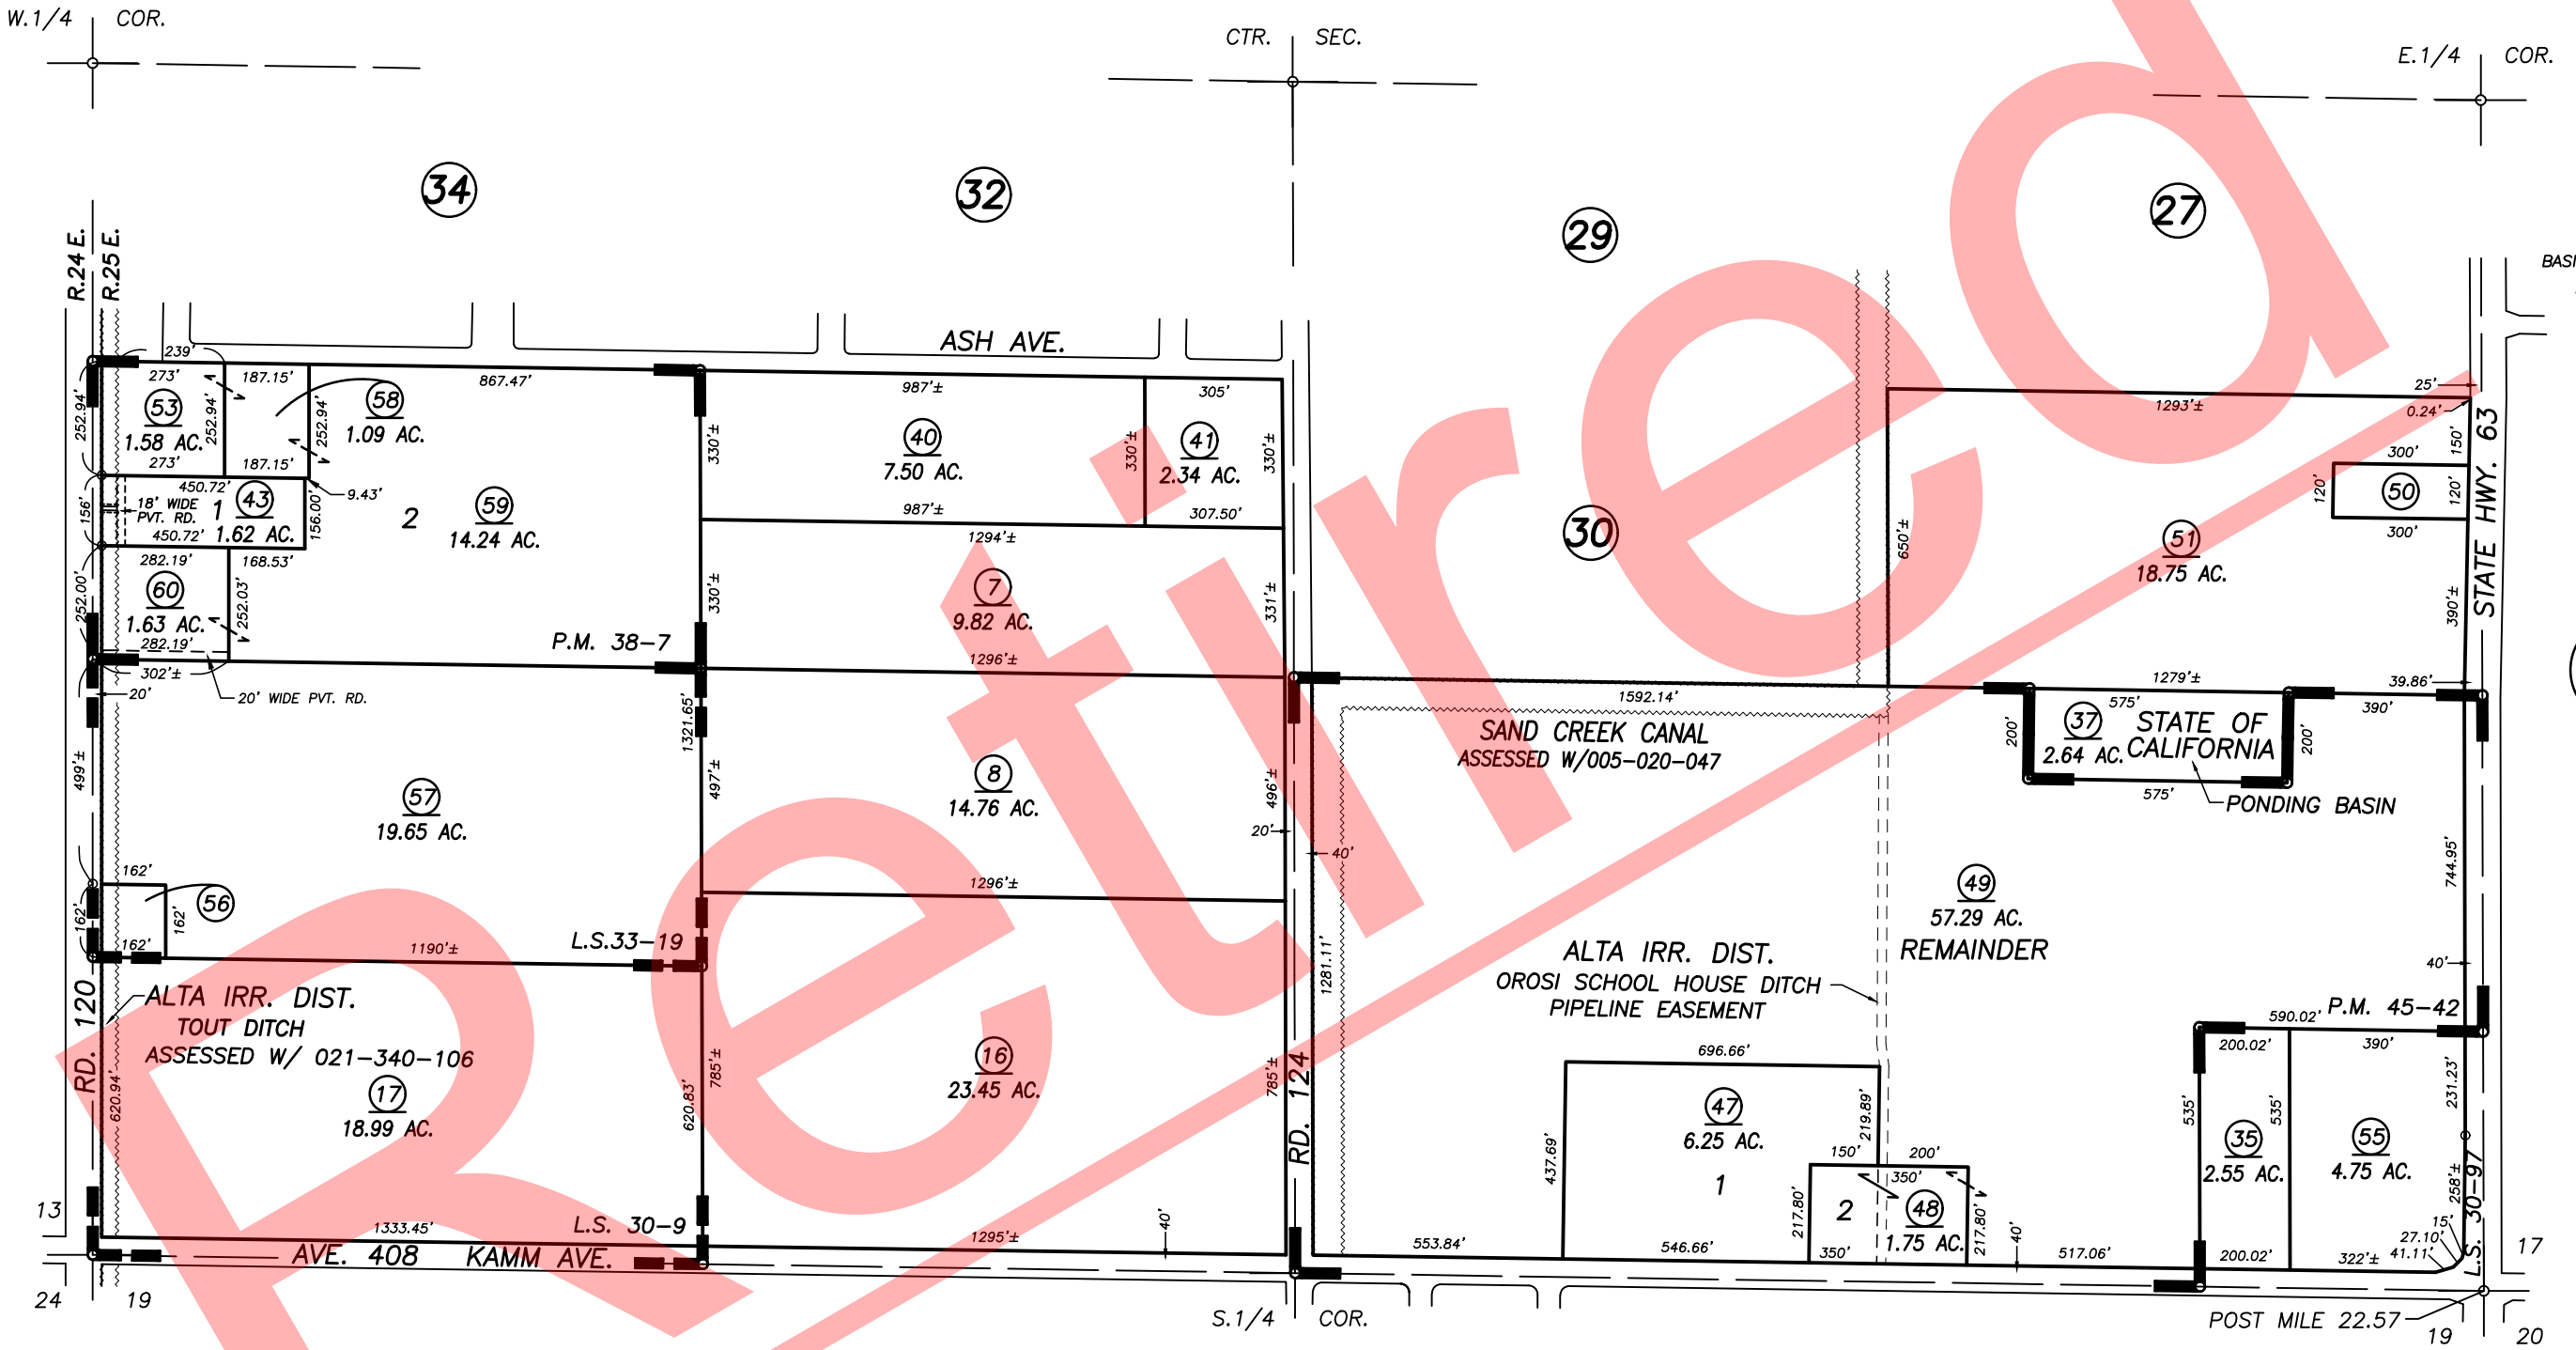 W.1/4 COR.
CTR. SEC.
E.1/4 COR.
34
32
29
27
R.24 E.
R.25 E.
ASH AVE.
239'
273'
187.15'
867.47'
252.94'
53
1.58 AC.
252.94'
273'
187.15'
252.94'
58
1.09 AC.
450.72'
43
9.43'
156'
18' WIDE
PVT. RD.
1
1.62 AC.
450.72'
156.00'
2
59
14.24 AC.
282.19'
168.53'
252.00'
60
1.63 AC.
252.03'
282.19'
302'±
20'
20' WIDE PVT. RD.
P.M. 38-7
987'±
330'±
40
7.50 AC.
330'±
987'±
305'
41
2.34 AC.
330'±
307.50'
1294'±
330'±
7
9.82 AC.
331'±
1296'±
499'±
57
19.65 AC.
1321.65'
497'±
8
14.76 AC.
496'±
20'
40'
1296'±
162'
56
162'
162'
162'
1190'±
L.S.33-19
RD. 120
ALTA IRR. DIST.
TOUT DITCH
ASSESSED W/ 021-340-106
620.94'
17
18.99 AC.
620.83'
785'±
16
23.45 AC.
785'±
1333.45'
L.S. 30-9
1295'±
40'
AVE. 408 KAMM AVE.
13
24
19
S.1/4 COR.
RD. 124
1281.11'
30
650'±
1293'±
25'
0.24'
150'
300'
120'
50
120'
300'
51
18.75 AC.
390'±
STATE HWY. 63
BASI
1592.14'
1279'±
39.86'
SAND CREEK CANAL
ASSESSED W/005-020-047
575'
200'
37
2.64 AC.
STATE OF
CALIFORNIA
200'
390'
575'
PONDING BASIN
49
57.29 AC.
REMAINDER
744.95'
40'
ALTA IRR. DIST.
OROSI SCHOOL HOUSE DITCH
PIPELINE EASEMENT
P.M. 45-42
590.02'
200.02'
390'
696.66'
437.69'
47
6.25 AC.
1
219.89'
150'
200'
350'
217.80'
2
48
1.75 AC.
217.80'
350'
553.84'
546.66'
40'
517.06'
535'
35
2.55 AC.
535'
55
4.75 AC.
231.23'
258'±
15'
27.10'
41.11'
200.02'
322'±
L.S. 30-97
17
POST MILE 22.57
19
20
Retired